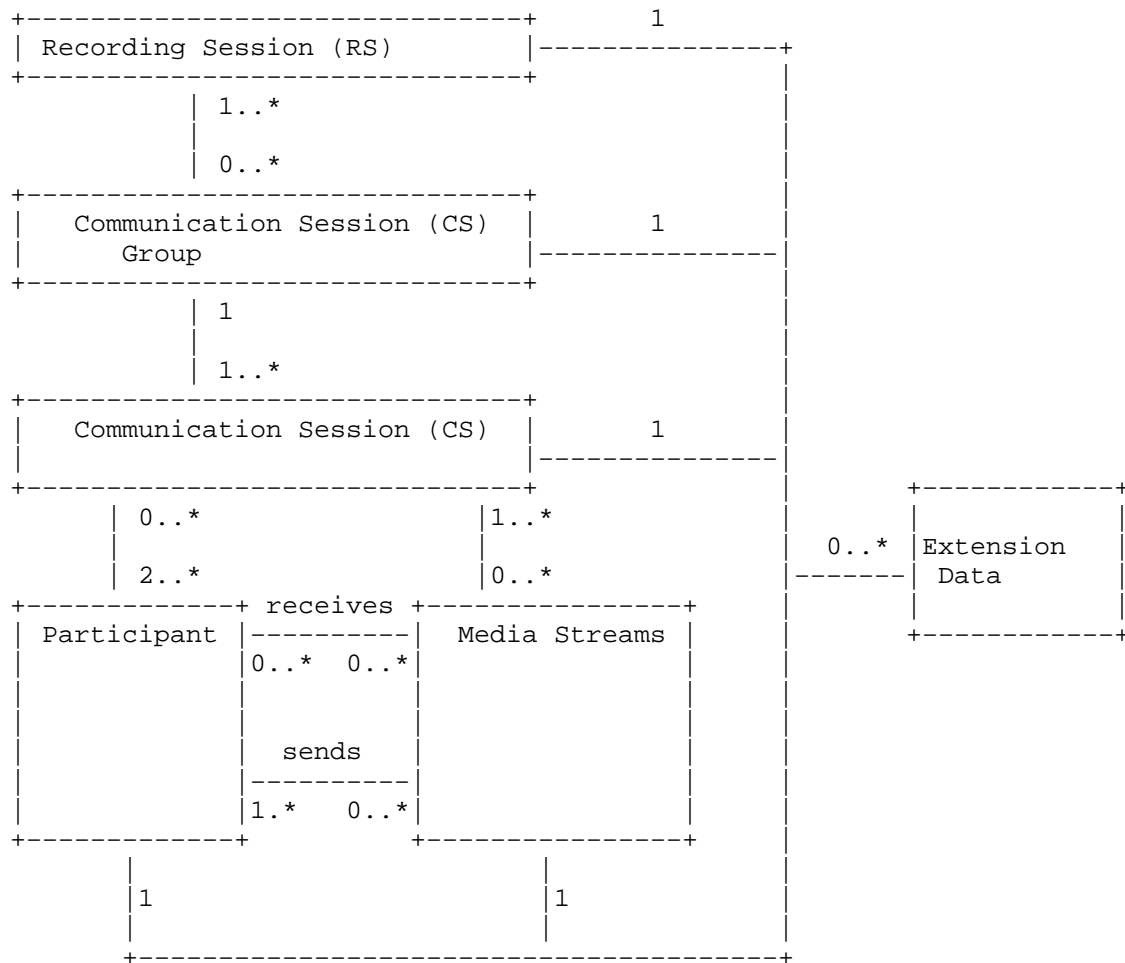 1
Recording Session (RS)
1..*
0..*
Communication Session (CS)
Group
1
1
1..*
Communication Session (CS)
1
0..*
1..*
2..*
0..*
0..*
Extension
Data
receives
Participant
Media Streams
0..* 0..*
sends
1.* 0..*
1
1